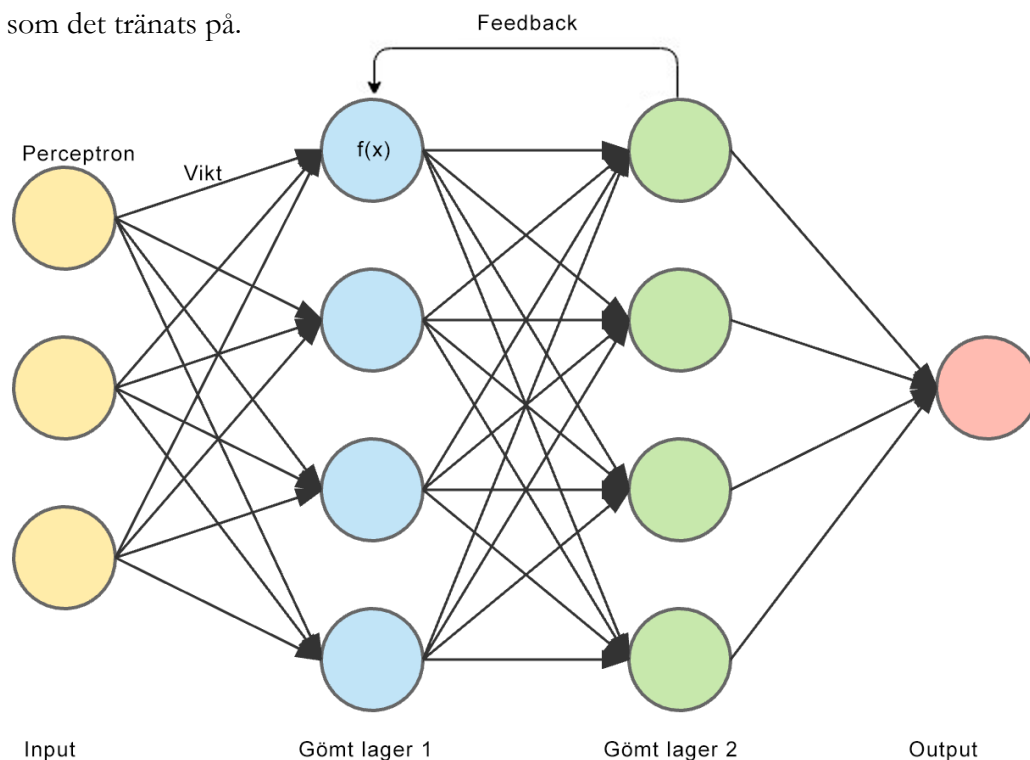 som det tränats på.
Feedback
Perceptron
Vikt
f(x)
Input
Gömt lager 1
Gömt lager 2
Output